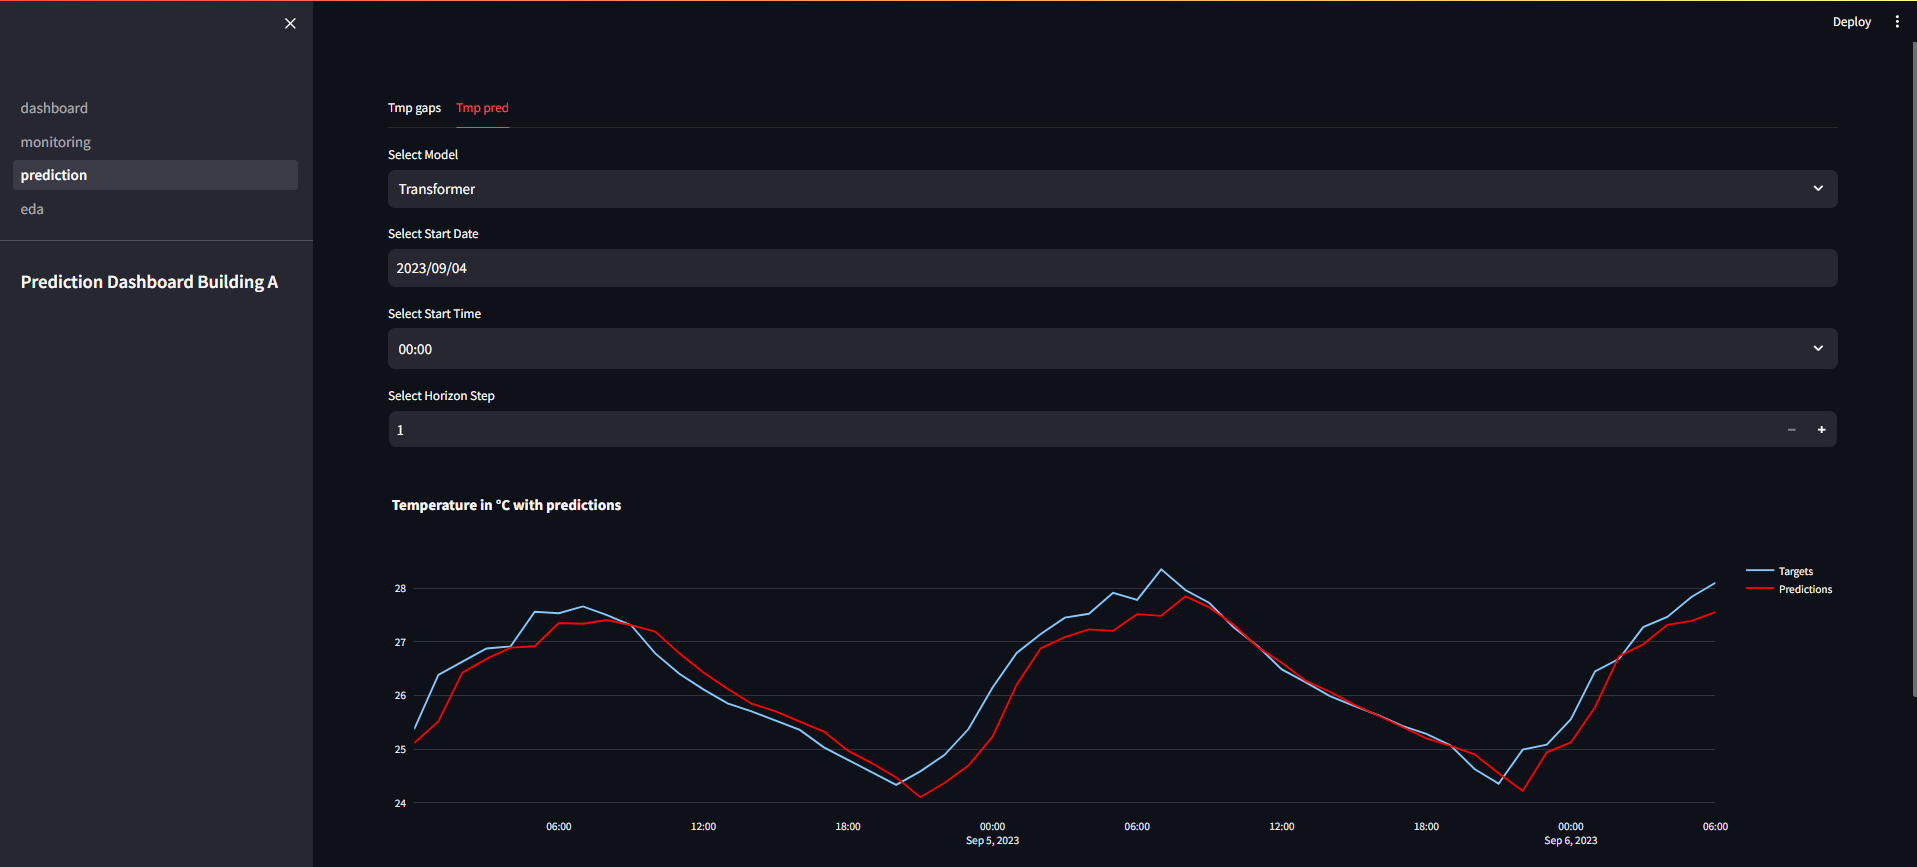 Deploy
dashboard
monitoring
prediction
eda
Prediction Dashboard Building A
Tmp gaps Tmp pred
Select Model
Transformer
Select Start Date
2023/09/04
Select Start Time
00:00
Select Horizon Step
1
Temperature in °C with predictions
Targets
Predictions
28
27
26
25
24
06:00 12:00 18:00 00:00 06:00 12:00 18:00 00:00 06:00
Sep 5, 2023 Sep 6, 2023